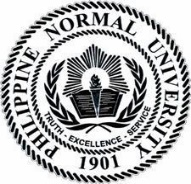 PHILIPPINE NORMAL UNIVERSITY
TRUTH . EXCELLENCE . SERVICE
1901